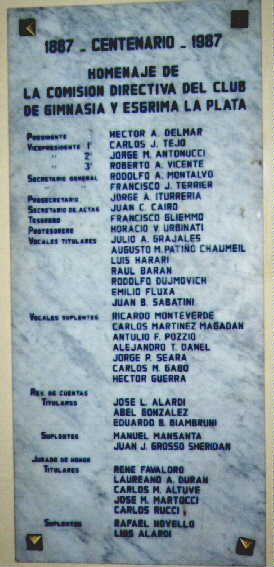 1887 - CENTENARIO - 1987
HOMENAJE DE
LA COMISION DIRECTIVA DEL CLUB
DE GIMNASIA Y ESGRIMA LA PLATA
PRESIDENTE HECTOR A. DELMAR
VICEPRESIDENTE 1° CARLOS J. TEJO
" 2° JORGE M. ANTONUCCI
" 3° ROBERTO A. VICENTE
SECRETARIO GENERAL RODOLFO A. MONTALVO
FRANCISCO J. TERRIER
PROSECRETARIO JORGE A. ITURRERIA
SECRETARIO DE ACTAS JUAN C. CAIRO
TESORERO FRANCISCO GLIEMMO
PROTESORERO HORACIO V. URBINATI
VOCALES TITULARES JULIO A. GRAJALES
AUGUSTO M. PATIÑO CHAUMEIL
LUIS HARARI
RAUL BARAN
RODOLFO DUJMOVICH
EMILIO FLUXA
JUAN B. SABATINI
VOCALES SUPLENTES RICARDO MONTEVERDE
CARLOS MARTINEZ MAGADAN
ANTULIO F. POZZIO
ALEJANDRO T. DANEL
JORGE P. SEARA
CARLOS M. GABO
HECTOR GUERRA
REV. DE CUENTAS
TITULARES JOSE L. ALARDI
ABEL GONZALEZ
EDUARDO B. BIAMBRUNI
SUPLENTES MANUEL MANSANTA
JUAN J. GROSSO SHERIDAN
JURADO DE HONOR
TITULARES RENE FAVALORO
LAUREANO A. DURAN
CARLOS M. ALTUVE
JOSE M. MARTOCCI
CARLOS RUCCI
SUPLENTES RAFAEL NOVELLO
ALARDI